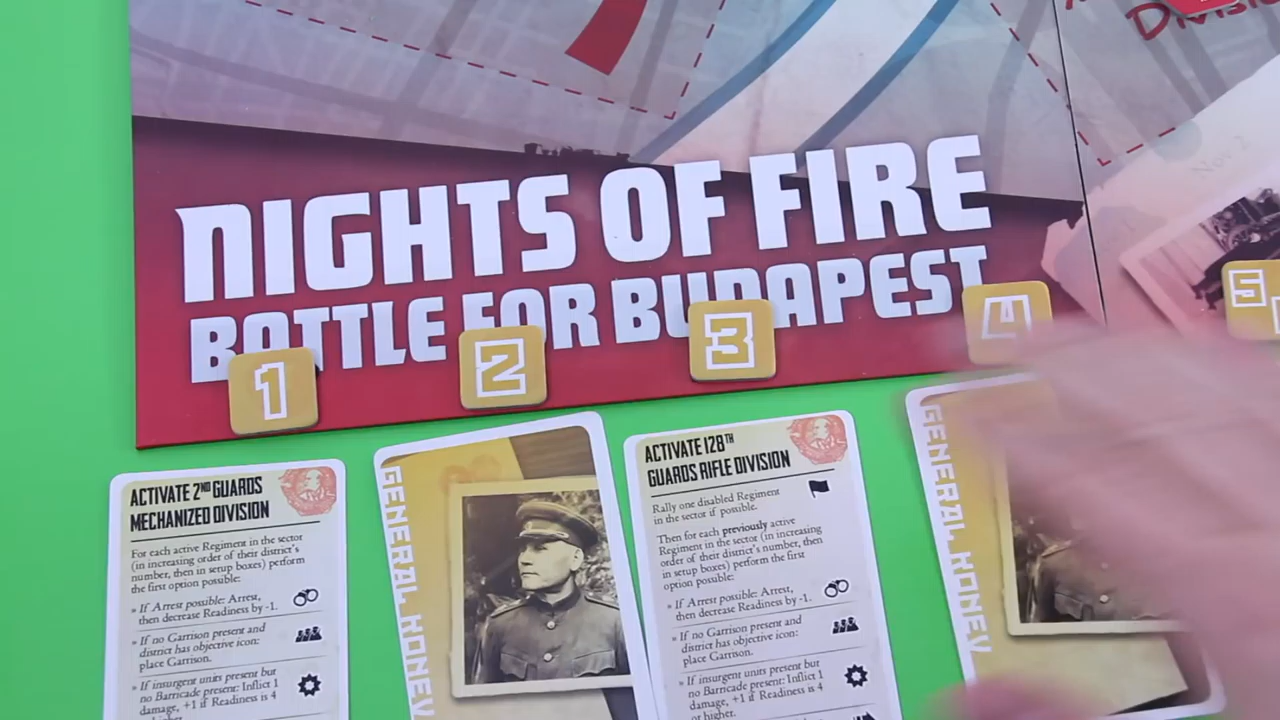 Division
Nov 2
NIGHTS OF FIRE
BATTLE FOR BUDAPEST
1
2
3
4
5
ACTIVATE 2ND GUARDS
MECHANIZED DIVISION
For each active Regiment in the sector
(in increasing order of their district's
number, then in setup boxes) perform
the first option possible:
* If Arrest possible: Arrest,
then decrease Readiness by -1.
* If no Garrison present and
district has objective icon:
place Garrison.
* If insurgent units present but
no Barricade present: Inflict 1
damage, +1 if Readiness is 4
or higher.
GENERAL KONEV
ACTIVATE 128TH
GUARDS RIFLE DIVISION
Rally one disabled Regiment
in the sector if possible.
Then for each previously active
Regiment in the sector (in increasing
order of their district's number, then
in setup boxes) perform the first
option possible:
* If Arrest possible: Arrest,
then decrease Readiness by -1.
* If no Garrison present and
district has objective icon:
place Garrison.
* If insurgent units present but
no Barricade present: Inflict 1
damage, +1 if Readiness is 4
or higher.
GENERAL KONEV